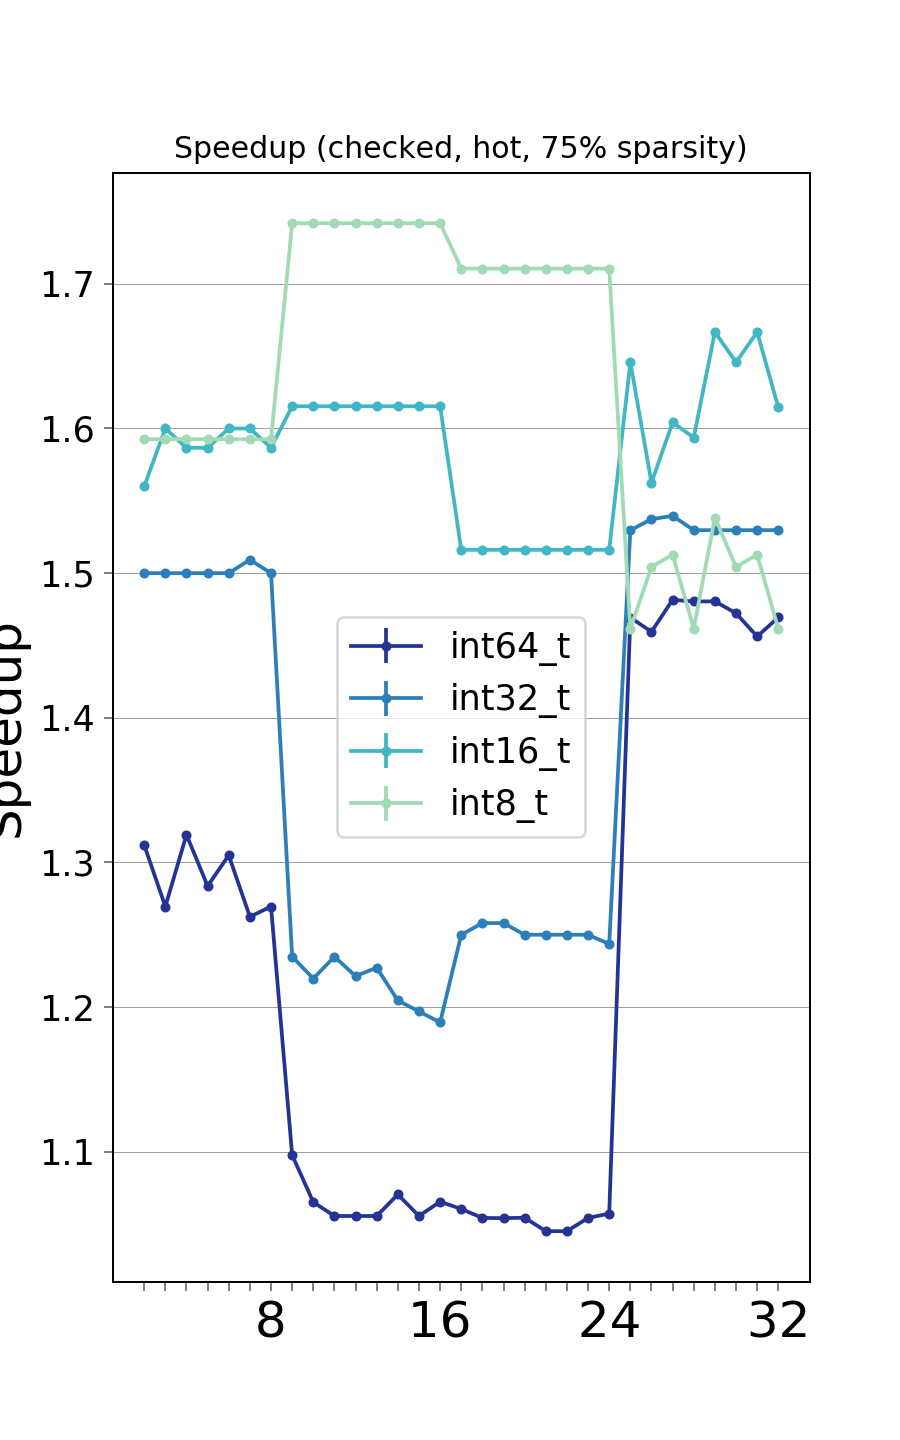 Speedup (checked, hot, 75% sparsity)
Speedup
1.7
1.6
1.5
1.4
1.3
1.2
1.1
int64_t
int32_t
int16_t
int8_t
8 16 24 32